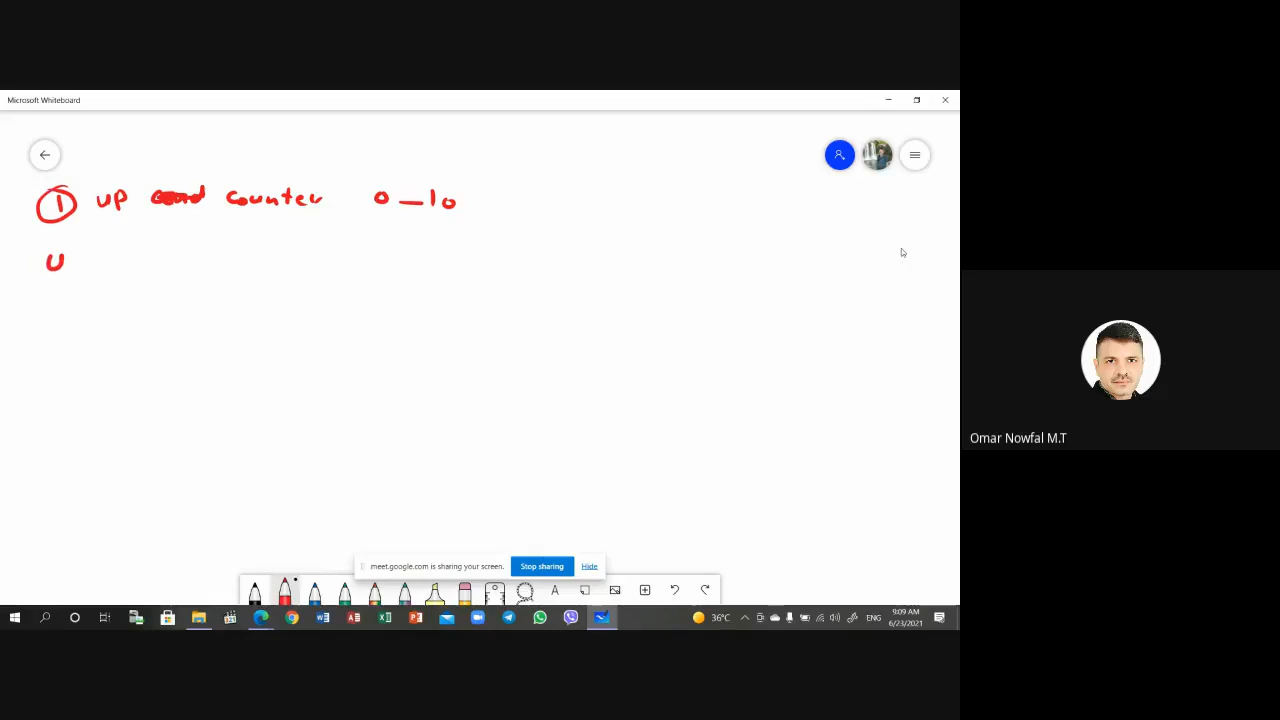 Microsoft Whiteboard
1 up counter 0 _ 10
U
Omar Nowfal M.T
meet.google.com is sharing your screen. Stop sharing Hide
36°C ENG 9:09 AM
6/23/2021